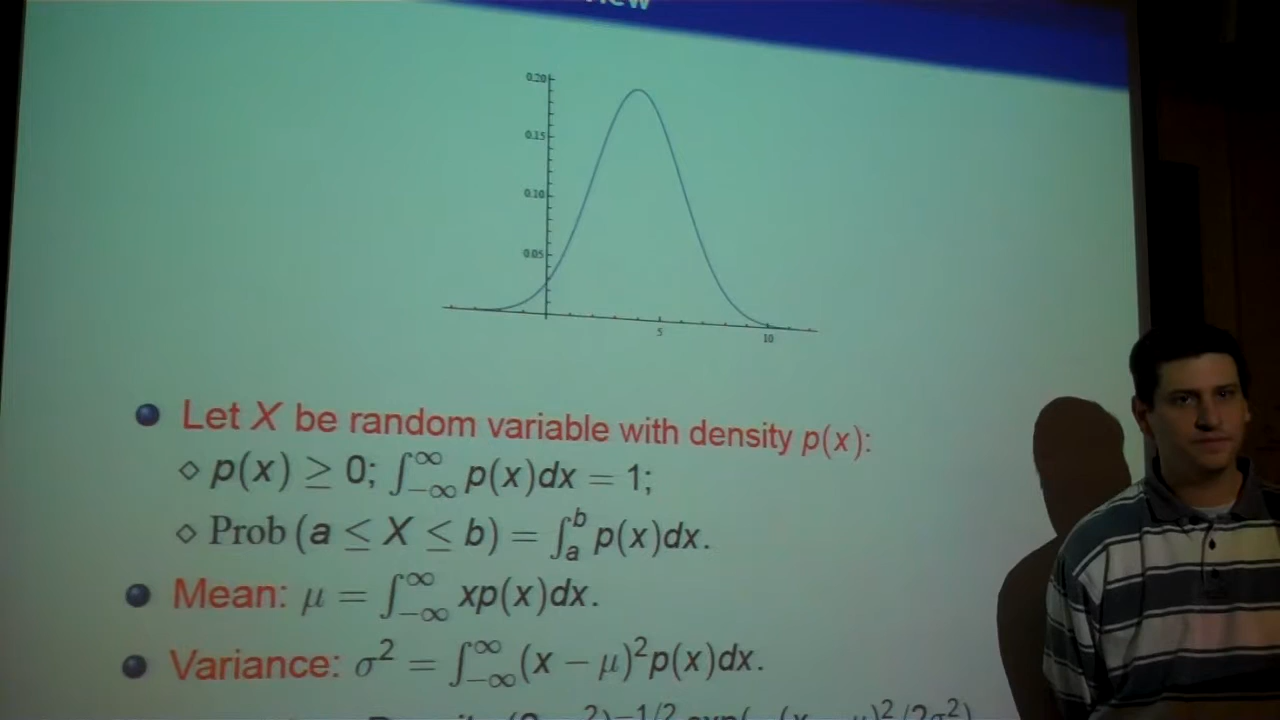 0.20
0.15
0.10
0.05
5
10
Let X be random variable with density p(x):
⋄ p(x) ≥ 0; ∫_{-∞}^{∞} p(x)dx = 1;
⋄ Prob (a ≤ X ≤ b) = ∫_a^b p(x)dx.
Mean: μ = ∫_{-∞}^{∞} xp(x)dx.
Variance: σ² = ∫_{-∞}^{∞} (x − μ)²p(x)dx.